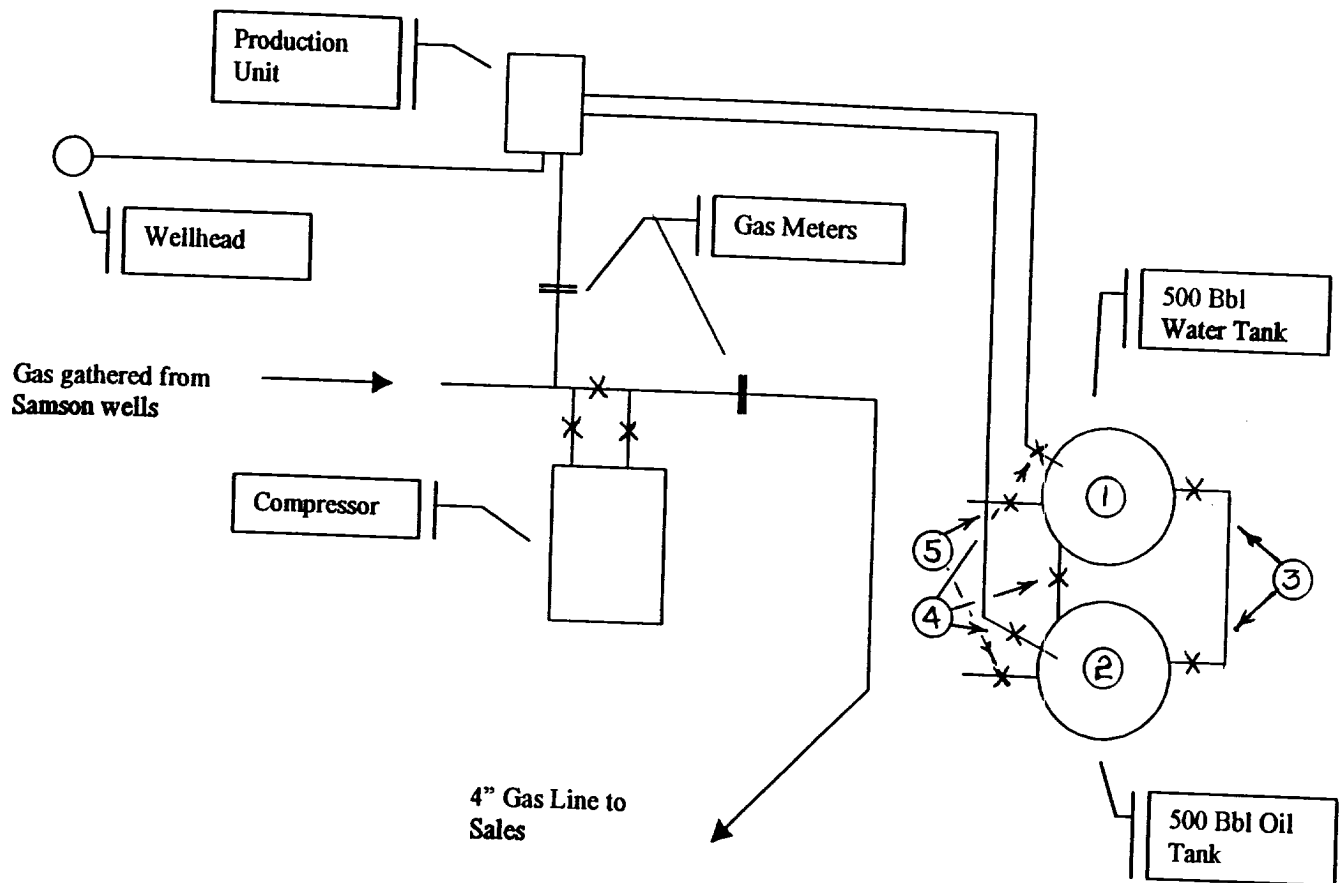 Production
Unit
Wellhead
Gas Meters
500 Bbl
Water Tank
Gas gathered from
Samson wells
Compressor
1
5
3
4
2
4” Gas Line to
Sales
500 Bbl Oil
Tank